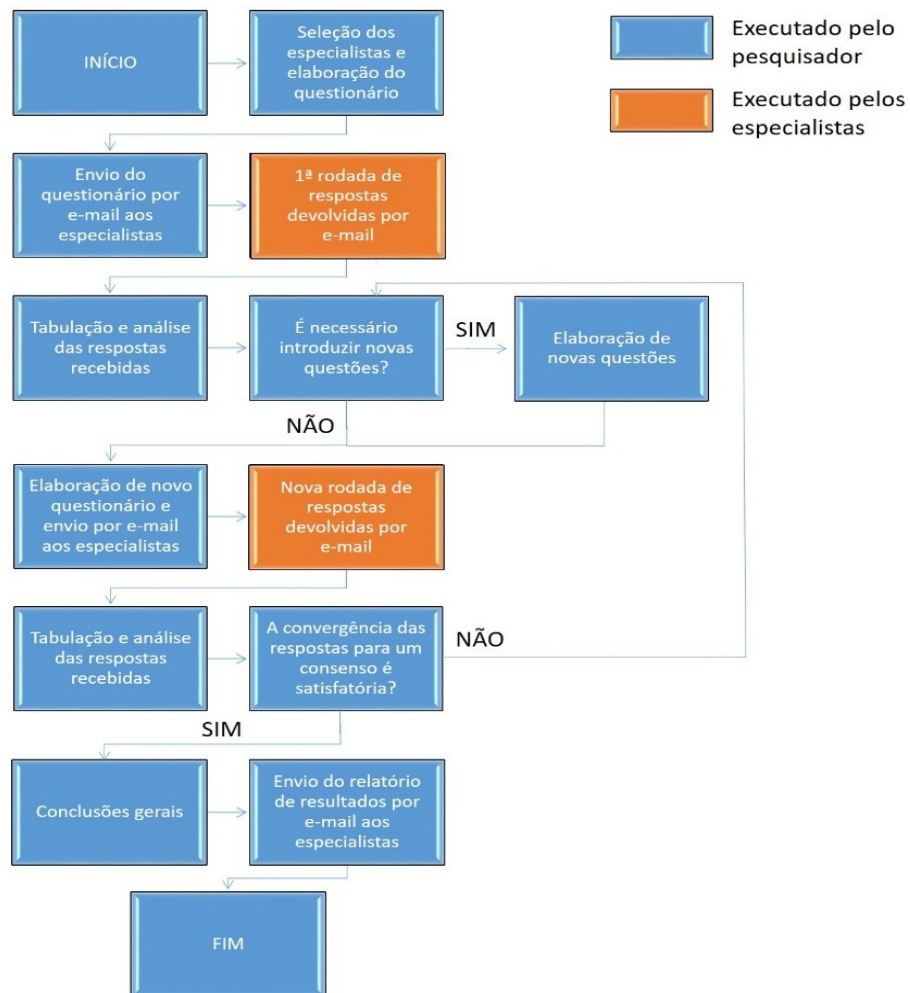 INÍCIO
Seleção dos
especialistas e
elaboração do
questionário
Executado pelo
pesquisador
Executado pelos
especialistas
Envio do
questionário por
e-mail aos
especialistas
1ª rodada de
respostas
devolvidas por
e-mail
Tabulação e análise
das respostas
recebidas
É necessário
introduzir novas
questões?
SIM
Elaboração de
novas questões
NÃO
Elaboração de novo
questionário e
envio por e-mail
aos especialistas
Nova rodada de
respostas
devolvidas por
e-mail
Tabulação e análise
das respostas
recebidas
A convergência das
respostas para um
consenso é
satisfatória?
NÃO
SIM
Conclusões gerais
Envio do relatório
de resultados por
e-mail aos
especialistas
FIM